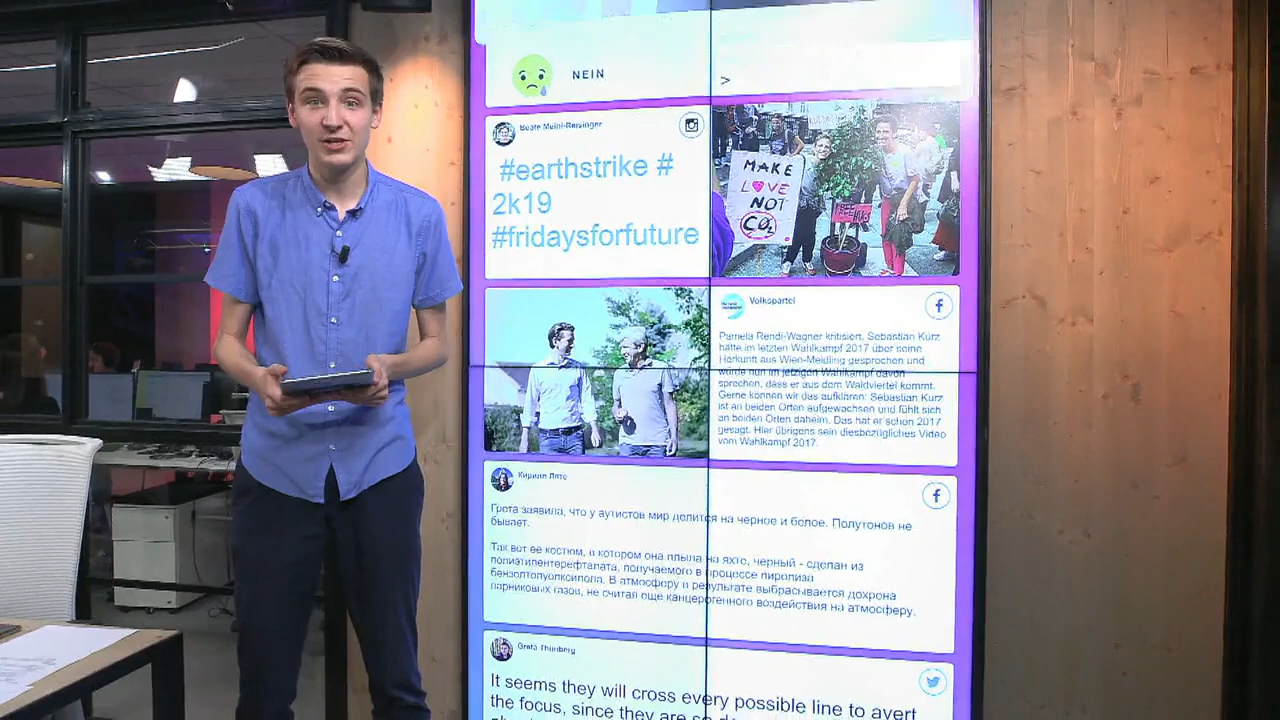 NEIN
>
Beate Meinl-Reisinger
#earthstrike #
2k19
#fridaysforfuture
MAKE
LOVE
NOT
CO₂
Volkspartei
Pamela Rendi-Wagner kritisiert, Sebastian Kurz
hätte im letzten Wahlkampf 2017 über seine
Herkunft aus Wien-Meidling gesprochen und
würde nun im jetzigen Wahlkampf davon
sprechen, dass er aus dem Waldviertel kommt.
Gerne können wir das aufklären: Sebastian Kurz
ist an beiden Orten aufgewachsen und fühlt sich
an beiden Orten daheim. Das hat er schon 2017
gesagt. Hier übrigens sein diesbezügliches Video
vom Wahlkampf 2017.
Кирилл
Грета заявила, что у аутистов мир делится на черное и белое. Полутонов не
бывает.
Так вот ее костюм, в котором она плыла на яхте, черный - сделан из
полиэтилентерефталата, получаемого в процессе пиролиза
В атмосферу в результате выбрасывается дохрена
парниковых газов, не считая еще канцерогенного воздействия на атмосферу.
Greta Thunberg
It seems they will cross every possible line to avert
the focus, since they are so